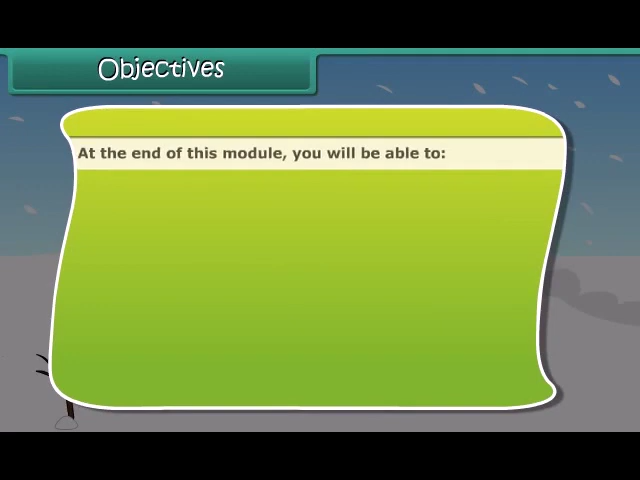 Objectives
At the end of this module, you will be able to: